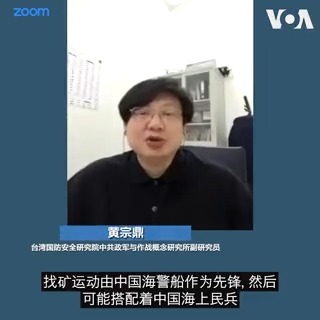 zoom
VOA
黄宗鼎
台湾国防安全研究院中共政军与作战概念研究所副研究员
找矿运动由中国海警船作为先锋, 然后
可能搭配着中国海上民兵